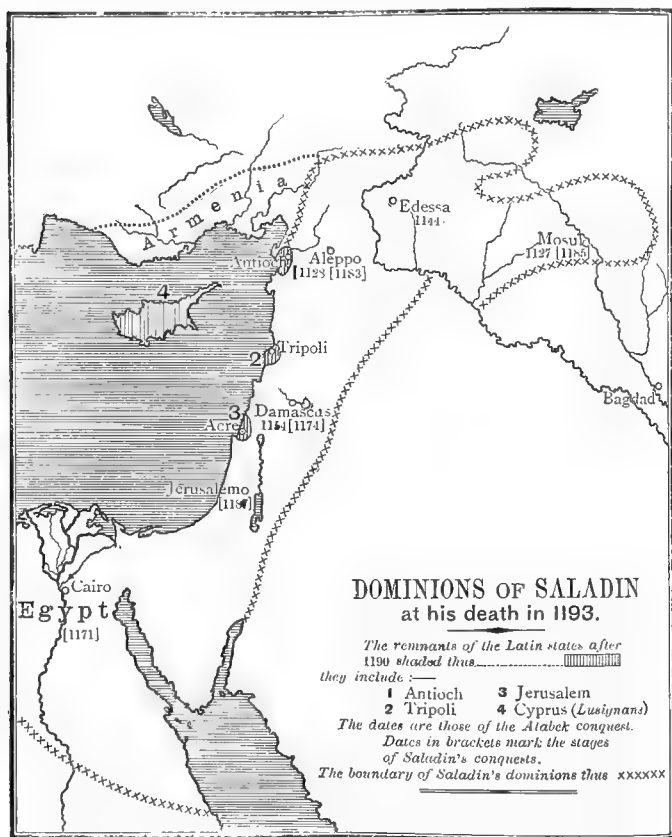 Armenia
Edessa
1144
Antioch
Aleppo
[1128 [1183]
Mosul
1127 [1185]
4
Tripoli
2
3
Damascus
1154 [1174]
Acre
Bagdad
Jerusalem
[1187]
Cairo
Egypt
[1171]
DOMINIONS OF SALADIN
at his death in 1193.
The remnants of the Latin states after
1190 shaded thus
they include :—
1 Antioch 3 Jerusalem
2 Tripoli 4 Cyprus (Lusignans)
The dates are those of the Atabek conquest.
Dates in brackets mark the stages
of Saladin's conquests.
The boundary of Saladin's dominions thus xxxxxx